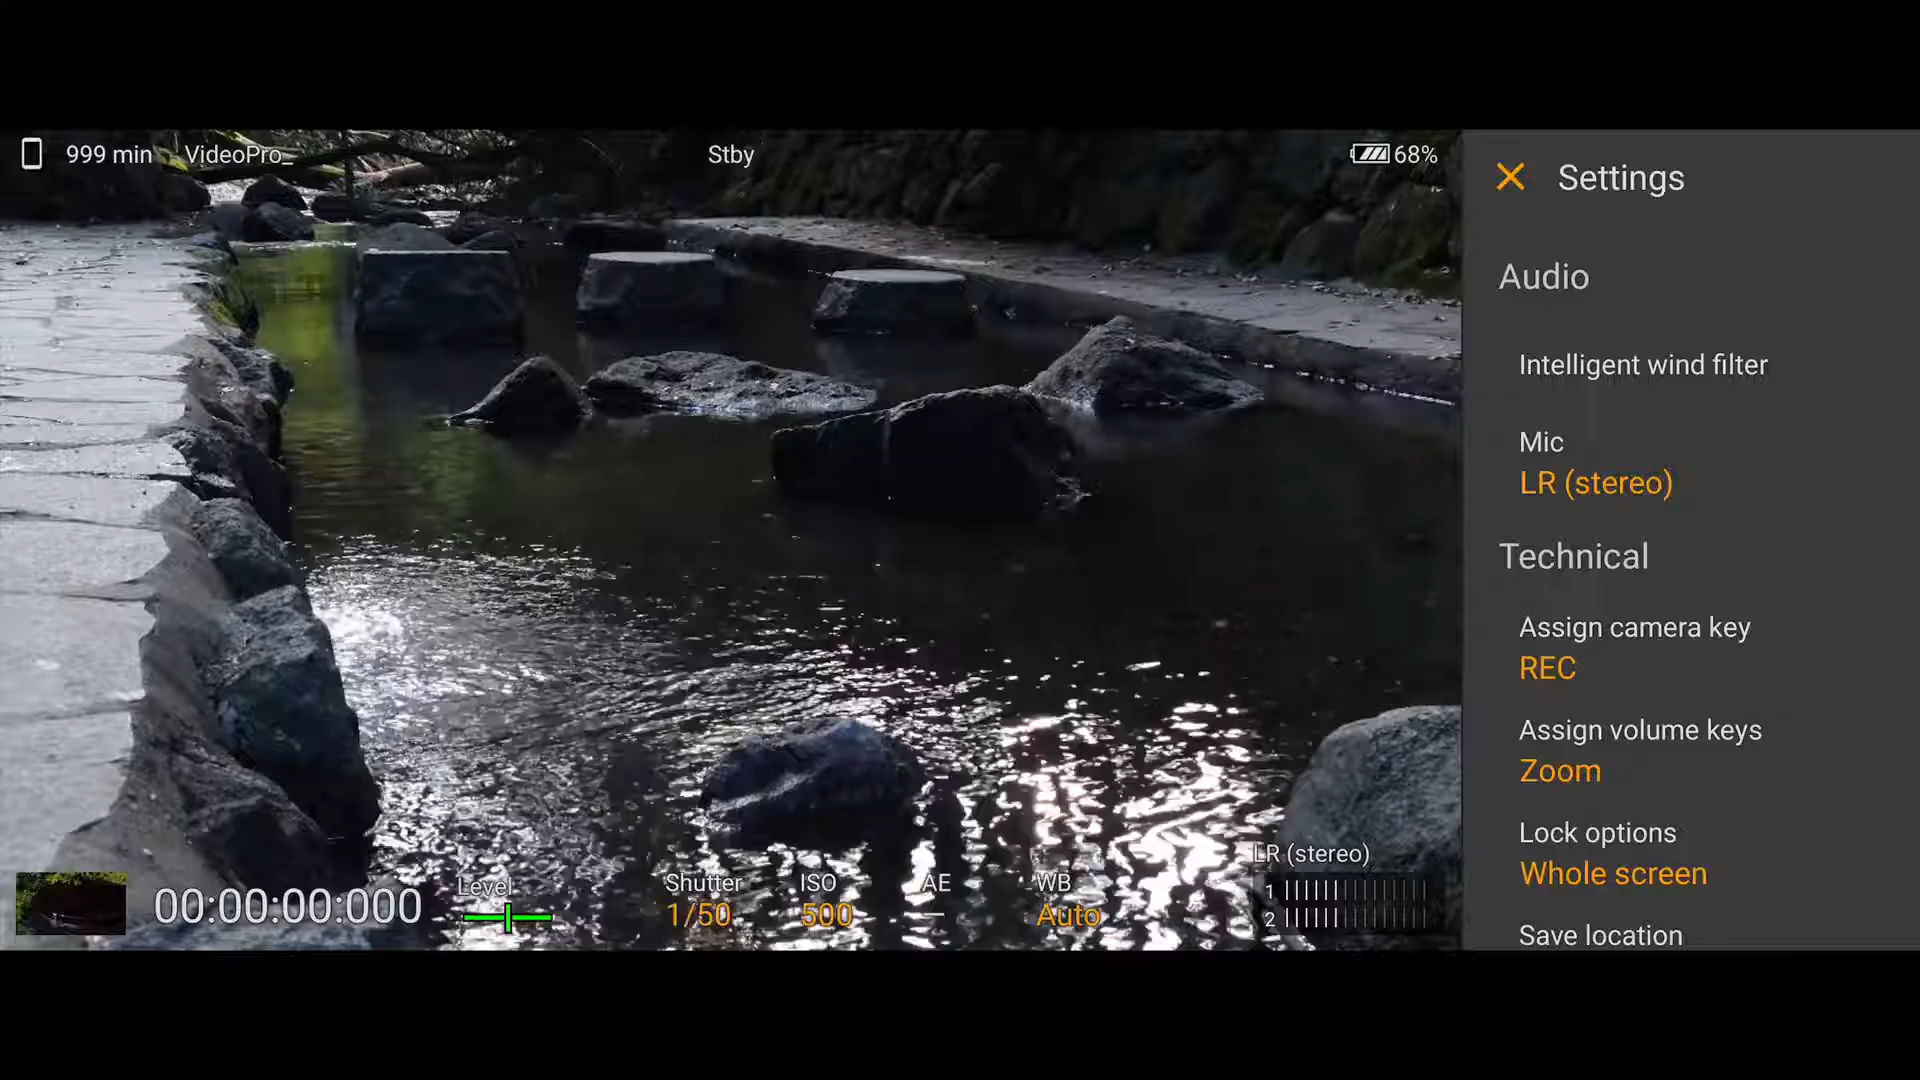 999 min VideoPro_ Stby 68%
Settings
Audio
Intelligent wind filter
Mic
LR (stereo)
Technical
Assign camera key
REC
Assign volume keys
Zoom
Lock options
Whole screen
Save location
LR (stereo)
1
2
00:00:00:000
Level
Shutter
1/50
ISO
500
AE
—
WB
Auto